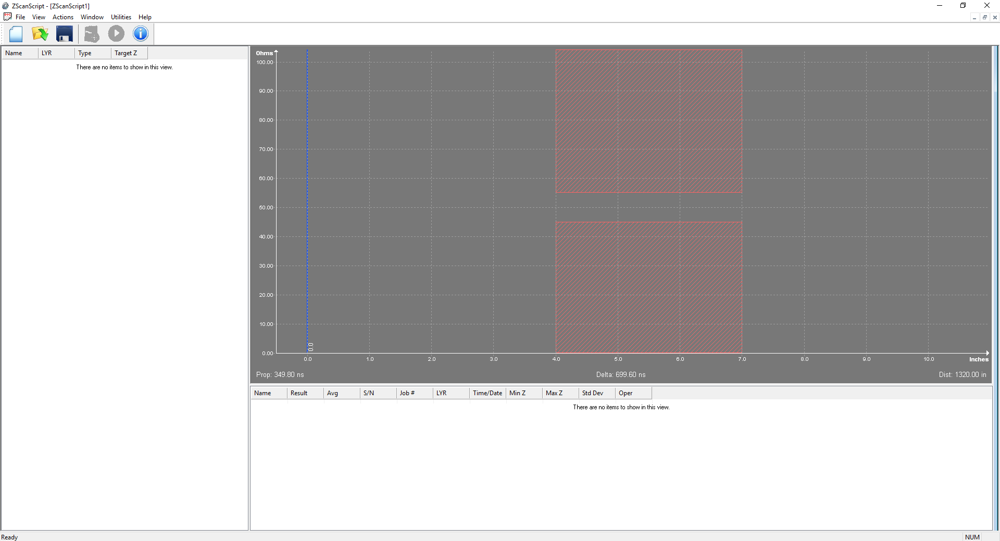 ZScanScript - [ZScanScript1]
File View Actions Window Utilities Help
Name LYR Type Target Z
There are no items to show in this view.
Ohms
100.00
90.00
80.00
70.00
60.00
50.00
40.00
30.00
20.00
10.00
0.00
0.0
0.0 1.0 2.0 3.0 4.0 5.0 6.0 7.0 8.0 9.0 10.0 Inches
Prop: 349.80 ns Delta: 699.60 ns Dist: 1320.00 in
Name Result Avg S/N Job # LYR Time/Date Min Z Max Z Std Dev Oper
There are no items to show in this view.
Ready NUM